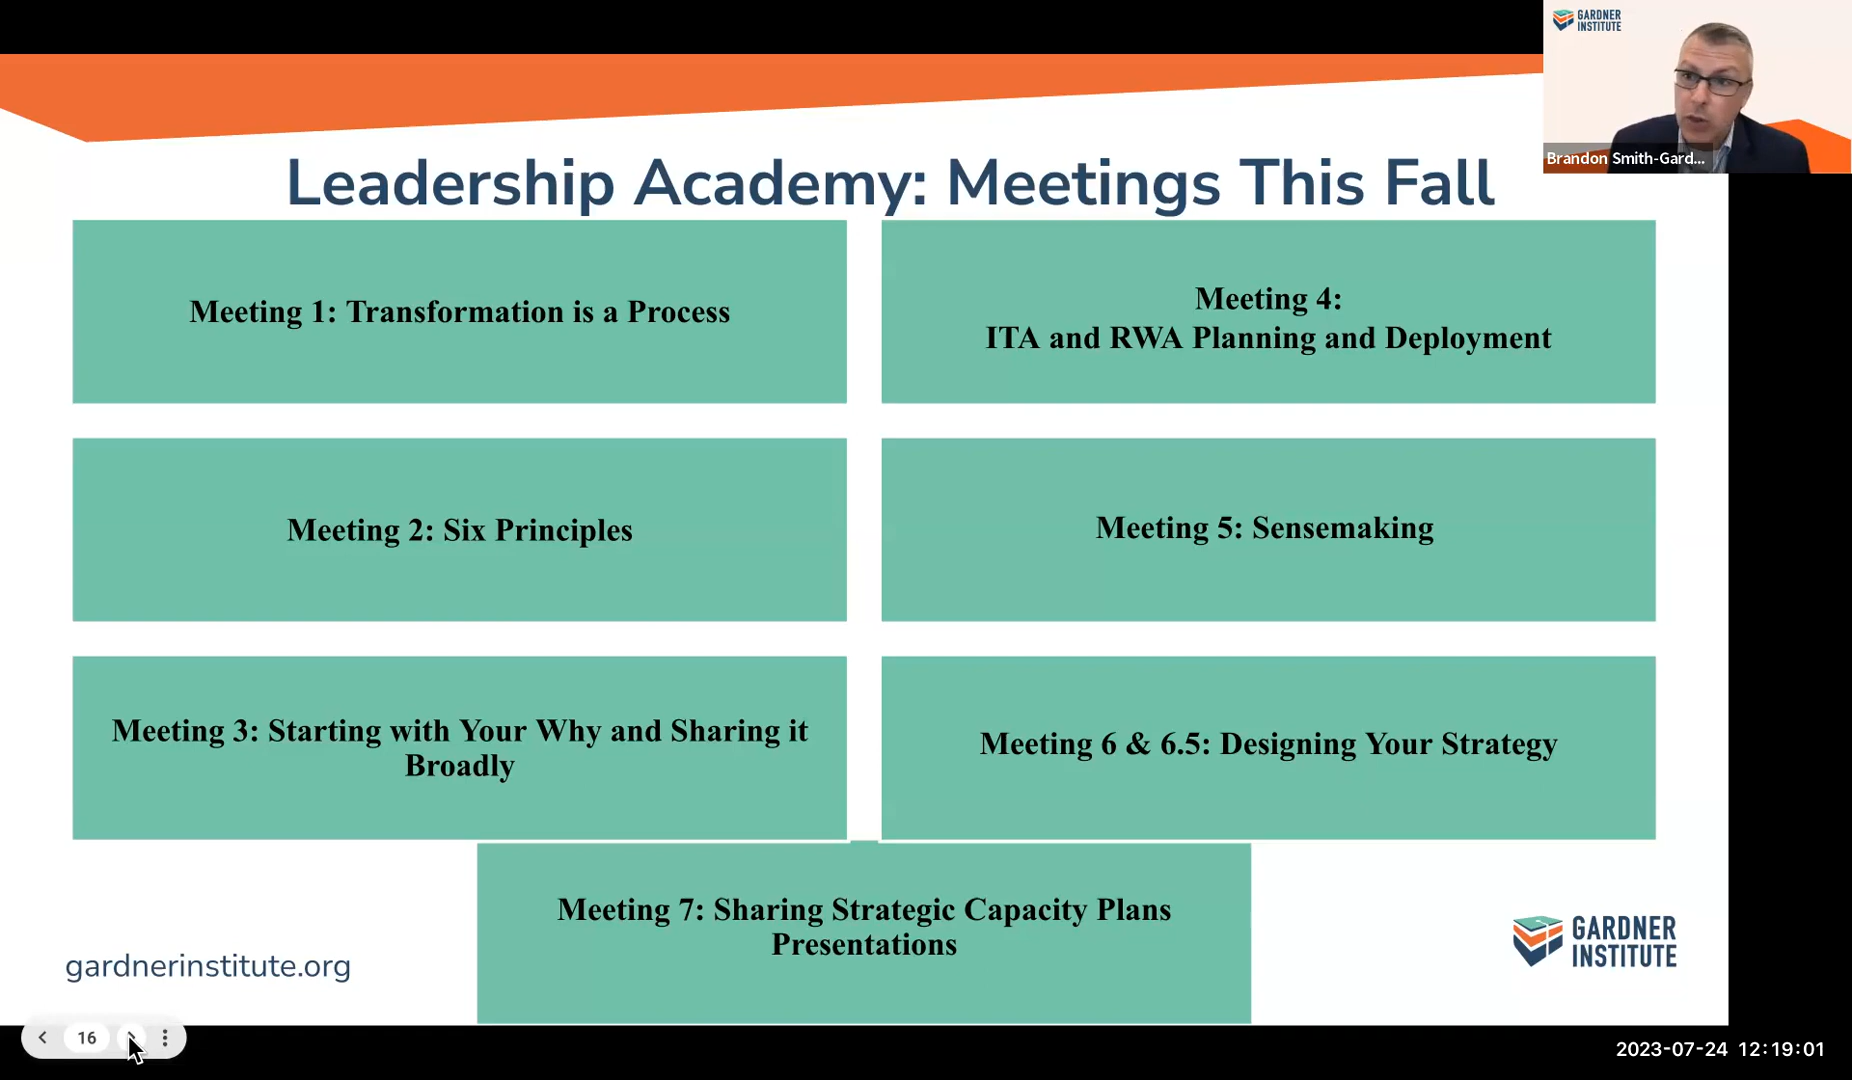 GARDNER
INSTITUTE
Brandon Smith-Gard...
Leadership Academy: Meetings This Fall
Meeting 1: Transformation is a Process
Meeting 4:
ITA and RWA Planning and Deployment
Meeting 2: Six Principles
Meeting 5: Sensemaking
Meeting 3: Starting with Your Why and Sharing it
Broadly
Meeting 6 & 6.5: Designing Your Strategy
Meeting 7: Sharing Strategic Capacity Plans
Presentations
gardnerinstitute.org
GARDNER
INSTITUTE
16
2023-07-24 12:19:01